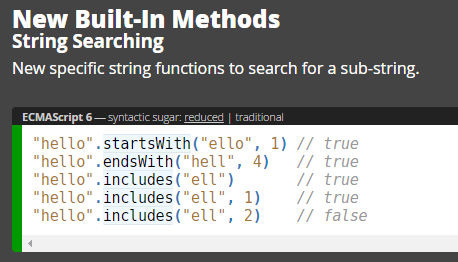 New Built-In Methods
String Searching
New specific string functions to search for a sub-string.
ECMAScript 6 — syntactic sugar: reduced | traditional
"hello".startsWith("ello", 1) // true
"hello".endsWith("hell", 4)   // true
"hello".includes("ell")       // true
"hello".includes("ell", 1)    // true
"hello".includes("ell", 2)    // false